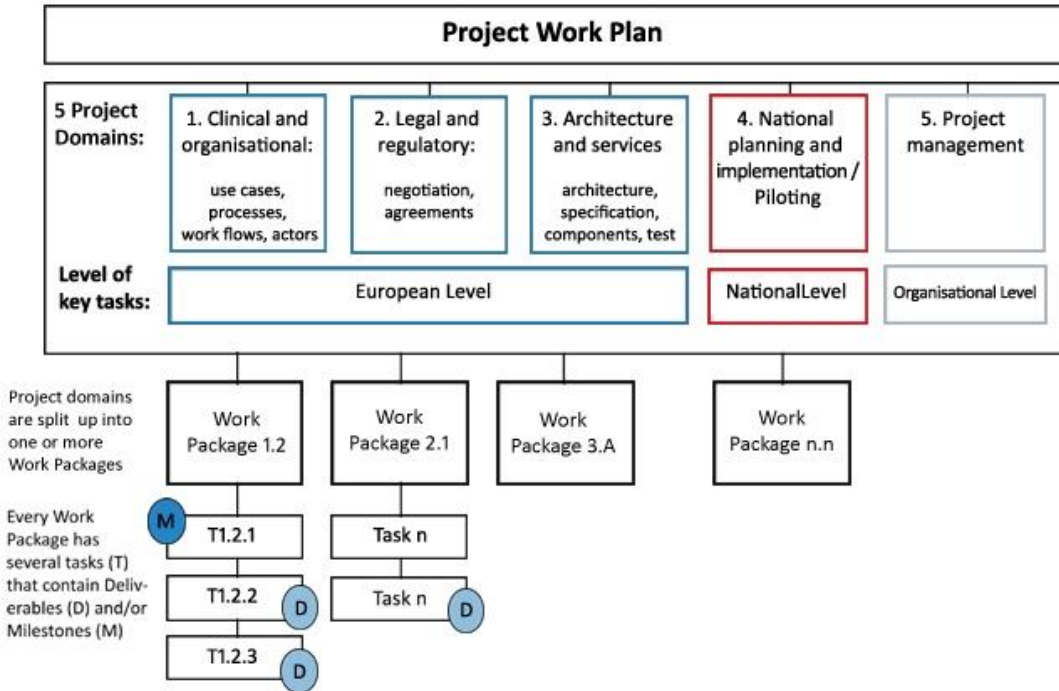 Project Work Plan
5 Project
Domains:
1. Clinical and
organisational:
use cases,
processes,
work flows, actors
2. Legal and
regulatory:
negotiation,
agreements
3. Architecture
and services
architecture,
specification,
components, test
4. National
planning and
implementation /
Piloting
5. Project
management
Level of
key tasks:
European Level
NationalLevel
Organisational Level
Project domains
are split up into
one or more
Work Packages
Work
Package 1.2
Work
Package 2.1
Work
Package 3.A
Work
Package n.n
Every Work
Package has
several tasks (T)
that contain Deliv-
erables (D) and/or
Milestones (M)
M
T1.2.1
T1.2.2
D
T1.2.3
D
Task n
Task n
D